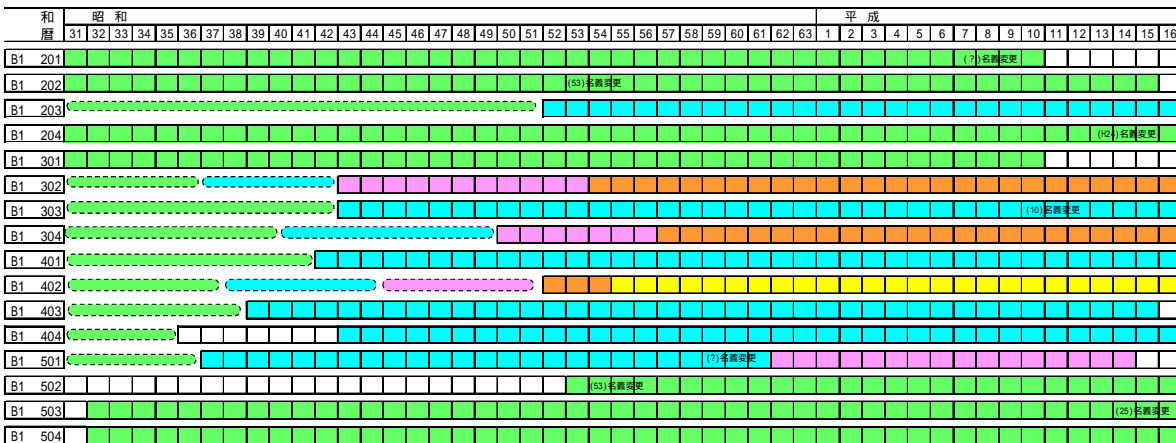 和 昭和 平成
暦 31 32 33 34 35 36 37 38 39 40 41 42 43 44 45 46 47 48 49 50 51 52 53 54 55 56 57 58 59 60 61 62 63 1 2 3 4 5 6 7 8 9 10 11 12 13 14 15 16
B1 201 (?)名義変更
B1 202 (53)名義変更
B1 203
B1 204 (H24)名義変更
B1 301
B1 302
B1 303 (10)名義変更
B1 304
B1 401
B1 402
B1 403
B1 404
B1 501 (?)名義変更
B1 502 (53)名義変更
B1 503 (25)名義変更
B1 504